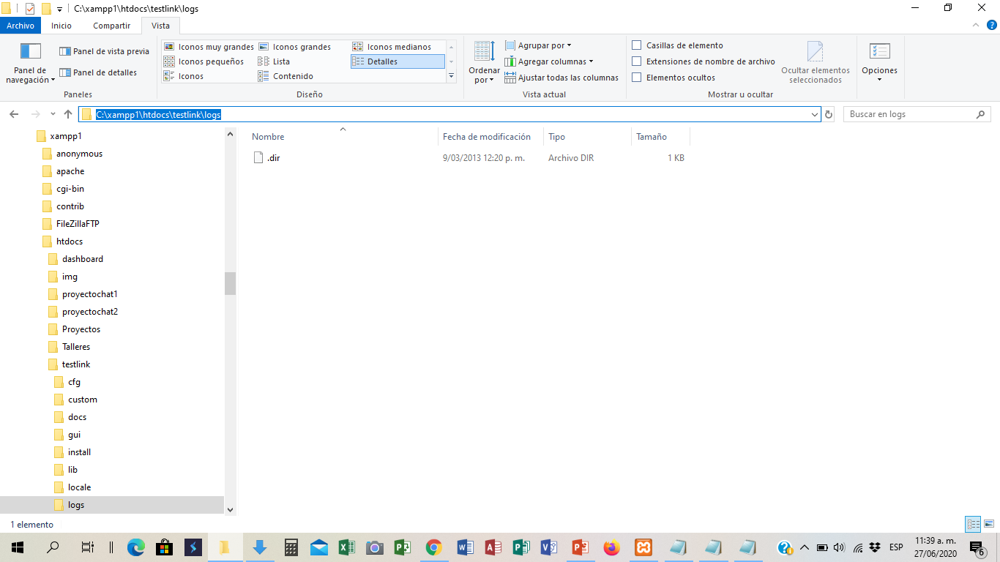 C:\xampp1\htdocs\testlink\logs
Archivo Inicio Compartir Vista
Panel de navegación
Panel de vista previa
Panel de detalles
Paneles
Iconos muy grandes Iconos grandes Iconos medianos
Iconos pequeños Lista Detalles
Iconos Contenido
Diseño
Ordenar por
Agrupar por
Agregar columnas
Ajustar todas las columnas
Vista actual
Casillas de elemento
Extensiones de nombre de archivo
Elementos ocultos
Ocultar elementos seleccionados
Mostrar u ocultar
Opciones
C:\xampp1\htdocs\testlink\logs
Buscar en logs
xampp1
anonymous
apache
cgi-bin
contrib
FileZillaFTP
htdocs
dashboard
img
proyectochat1
proyectochat2
Proyectos
Talleres
testlink
cfg
custom
docs
gui
install
lib
locale
logs
Nombre Fecha de modificación Tipo Tamaño
.dir 9/03/2013 12:20 p. m. Archivo DIR 1 KB
1 elemento
ESP
11:39 a. m.
27/06/2020
6